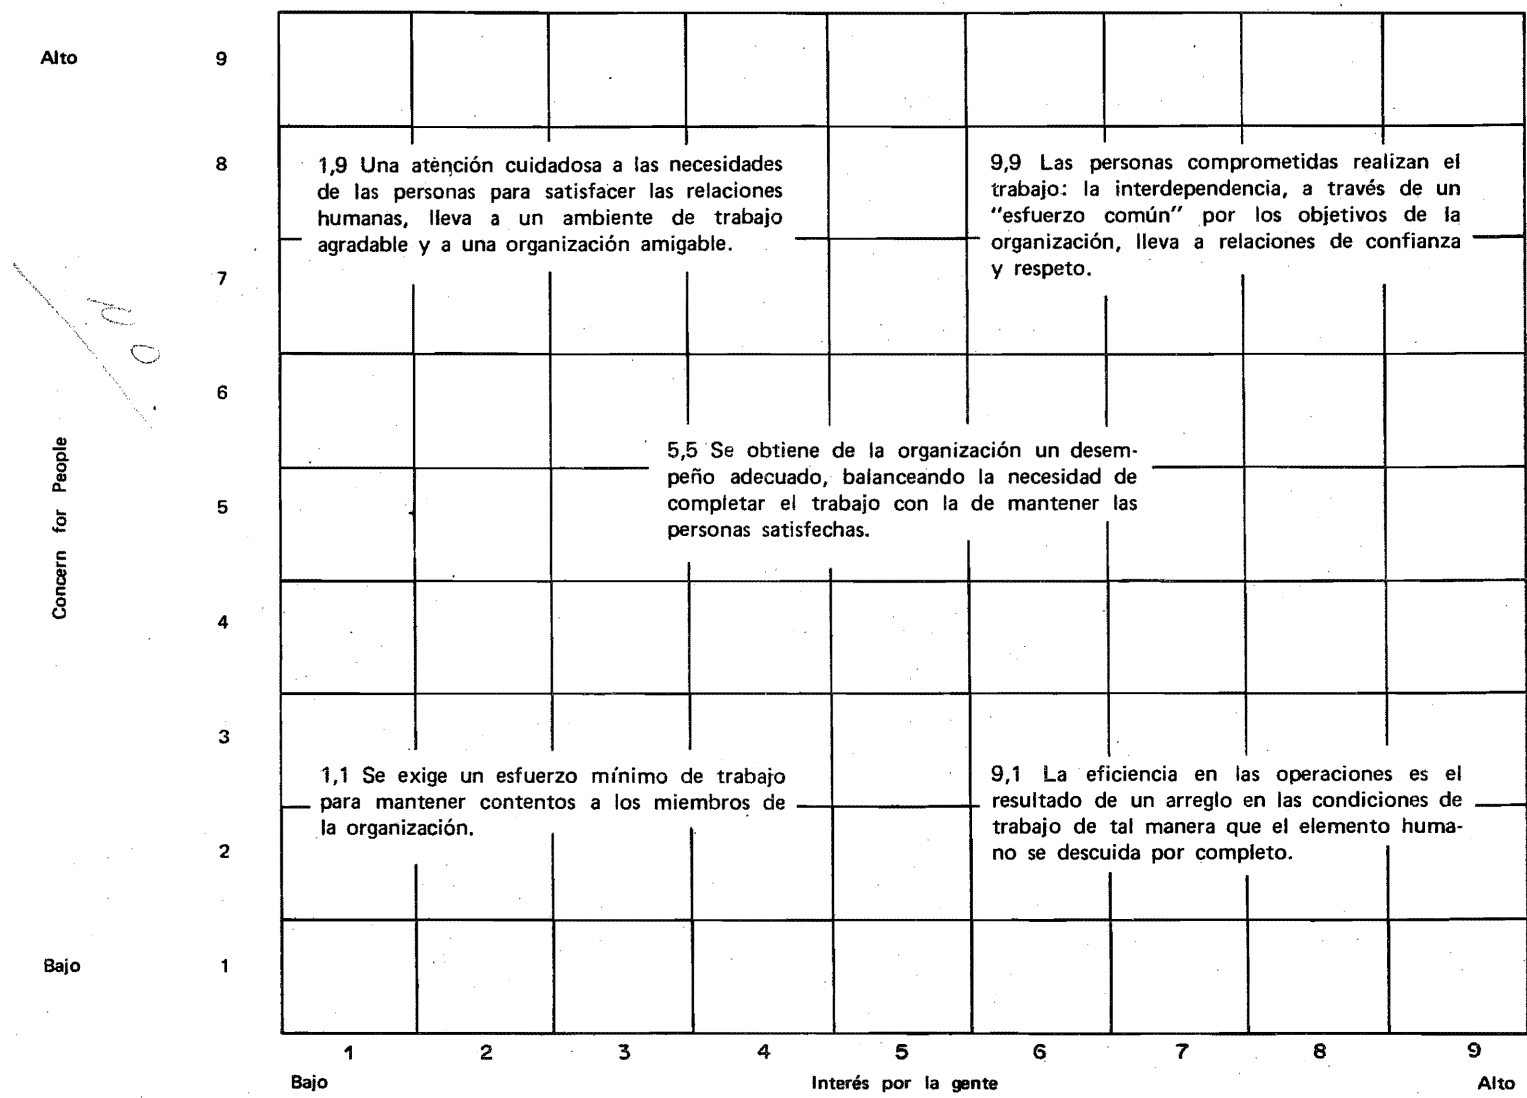 Alto
9
8
1,9 Una atención cuidadosa a las necesidades
de las personas para satisfacer las relaciones
humanas, lleva a un ambiente de trabajo
agradable y a una organización amigable.
9,9 Las personas comprometidas realizan el
trabajo: la interdependencia, a través de un
"esfuerzo común" por los objetivos de la
organización, lleva a relaciones de confianza
y respeto.
7
6
5,5 Se obtiene de la organización un desem-
peño adecuado, balanceando la necesidad de
completar el trabajo con la de mantener las
personas satisfechas.
Concern for People
5
4
3
1,1 Se exige un esfuerzo mínimo de trabajo
para mantener contentos a los miembros de
la organización.
9,1 La eficiencia en las operaciones es el
resultado de un arreglo en las condiciones de
trabajo de tal manera que el elemento huma-
no se descuida por completo.
2
Bajo
1
1 2 3 4 5 6 7 8 9
Bajo
Interés por la gente
Alto